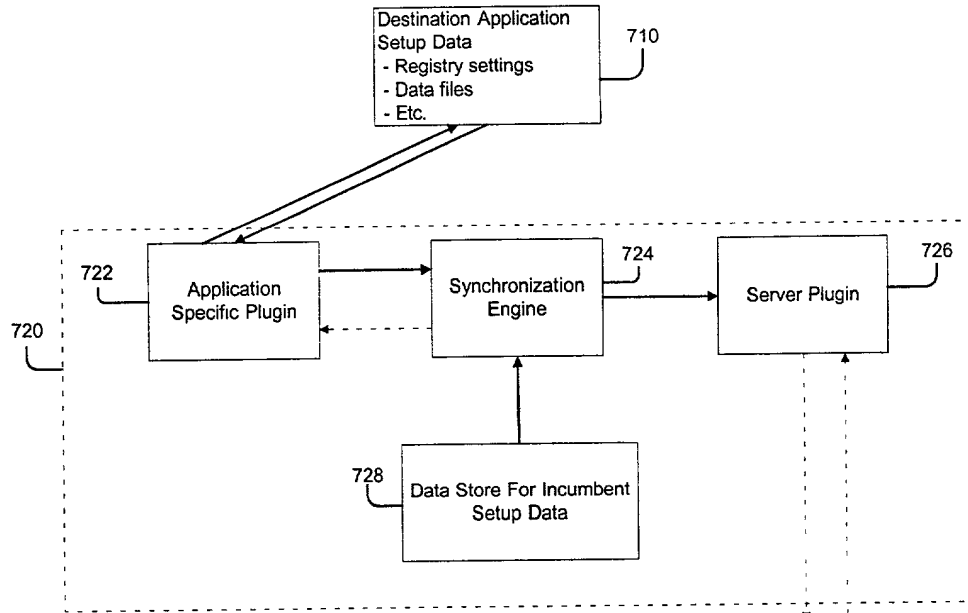 Destination Application
Setup Data
- Registry settings
- Data files
- Etc.
710
722
Application
Specific Plugin
Synchronization
Engine
724
Server Plugin
726
720
728
Data Store For Incumbent
Setup Data